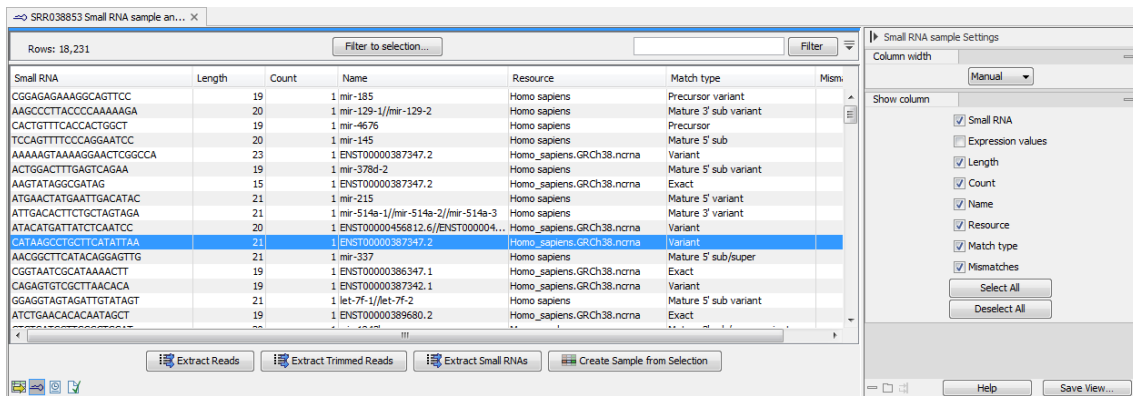 SRR038853 Small RNA sample an...
Rows: 18,231
Filter to selection...
Filter
Small RNA Length Count Name Resource Match type
CGGAGAGAAAGGCAGTTCC 19 1 mir-185 Homo sapiens Precursor variant
AAGCCCTTACCCCAAAAAGA 20 1 mir-129-1//mir-129-2 Homo sapiens Mature 3' sub variant
CACTGTTTCACCACTGGCT 19 1 mir-4676 Homo sapiens Precursor
TCCAGTTTTCCCAGGAATCC 20 1 mir-145 Homo sapiens Mature 5' sub
AAAAAGTAAAAGGAACTCGGCCA 23 1 ENST00000387347.2 Homo_sapiens.GRCh38.ncrna Variant
ACTGGACTTTGAGTCAGAA 19 1 mir-378d-2 Homo sapiens Mature 5' sub variant
AAGTATAGGCGATAG 15 1 ENST00000387347.2 Homo_sapiens.GRCh38.ncrna Exact
ATGAACTATGAATTGACATAC 21 1 mir-215 Homo sapiens Mature 5' variant
ATTGACACTTCTGCTAGTAGA 21 1 mir-514a-1//mir-514a-2//mir-514a-3 Homo sapiens Mature 3' variant
ATACATGATTATCTCAATCC 20 1 ENST00000456812.6//ENST000004... Homo_sapiens.GRCh38.ncrna Variant
CATAAGCCTGCTTCATATTAA 21 1 ENST00000387347.2 Homo_sapiens.GRCh38.ncrna Variant
AACGGCTTCATACAGGAGTTG 21 1 mir-337 Homo sapiens Mature 5' sub/super
CGGTAATCGCATAAAACTT 19 1 ENST00000386347.1 Homo_sapiens.GRCh38.ncrna Exact
CAGAGTGTCGCTTAACACA 19 1 ENST00000387342.1 Homo_sapiens.GRCh38.ncrna Variant
GGAGGTAGTAGATTGTATAGT 21 1 let-7f-1//let-7f-2 Homo sapiens Mature 5' sub variant
ATCTGAACACACAATAGCT 19 1 ENST00000389680.2 Homo_sapiens.GRCh38.ncrna Exact
Extract Reads
Extract Trimmed Reads
Extract Small RNAs
Create Sample from Selection
Small RNA sample Settings
Column width
Manual
Show column
Small RNA
Expression values
Length
Count
Name
Resource
Match type
Mismatches
Select All
Deselect All
Help
Save View...